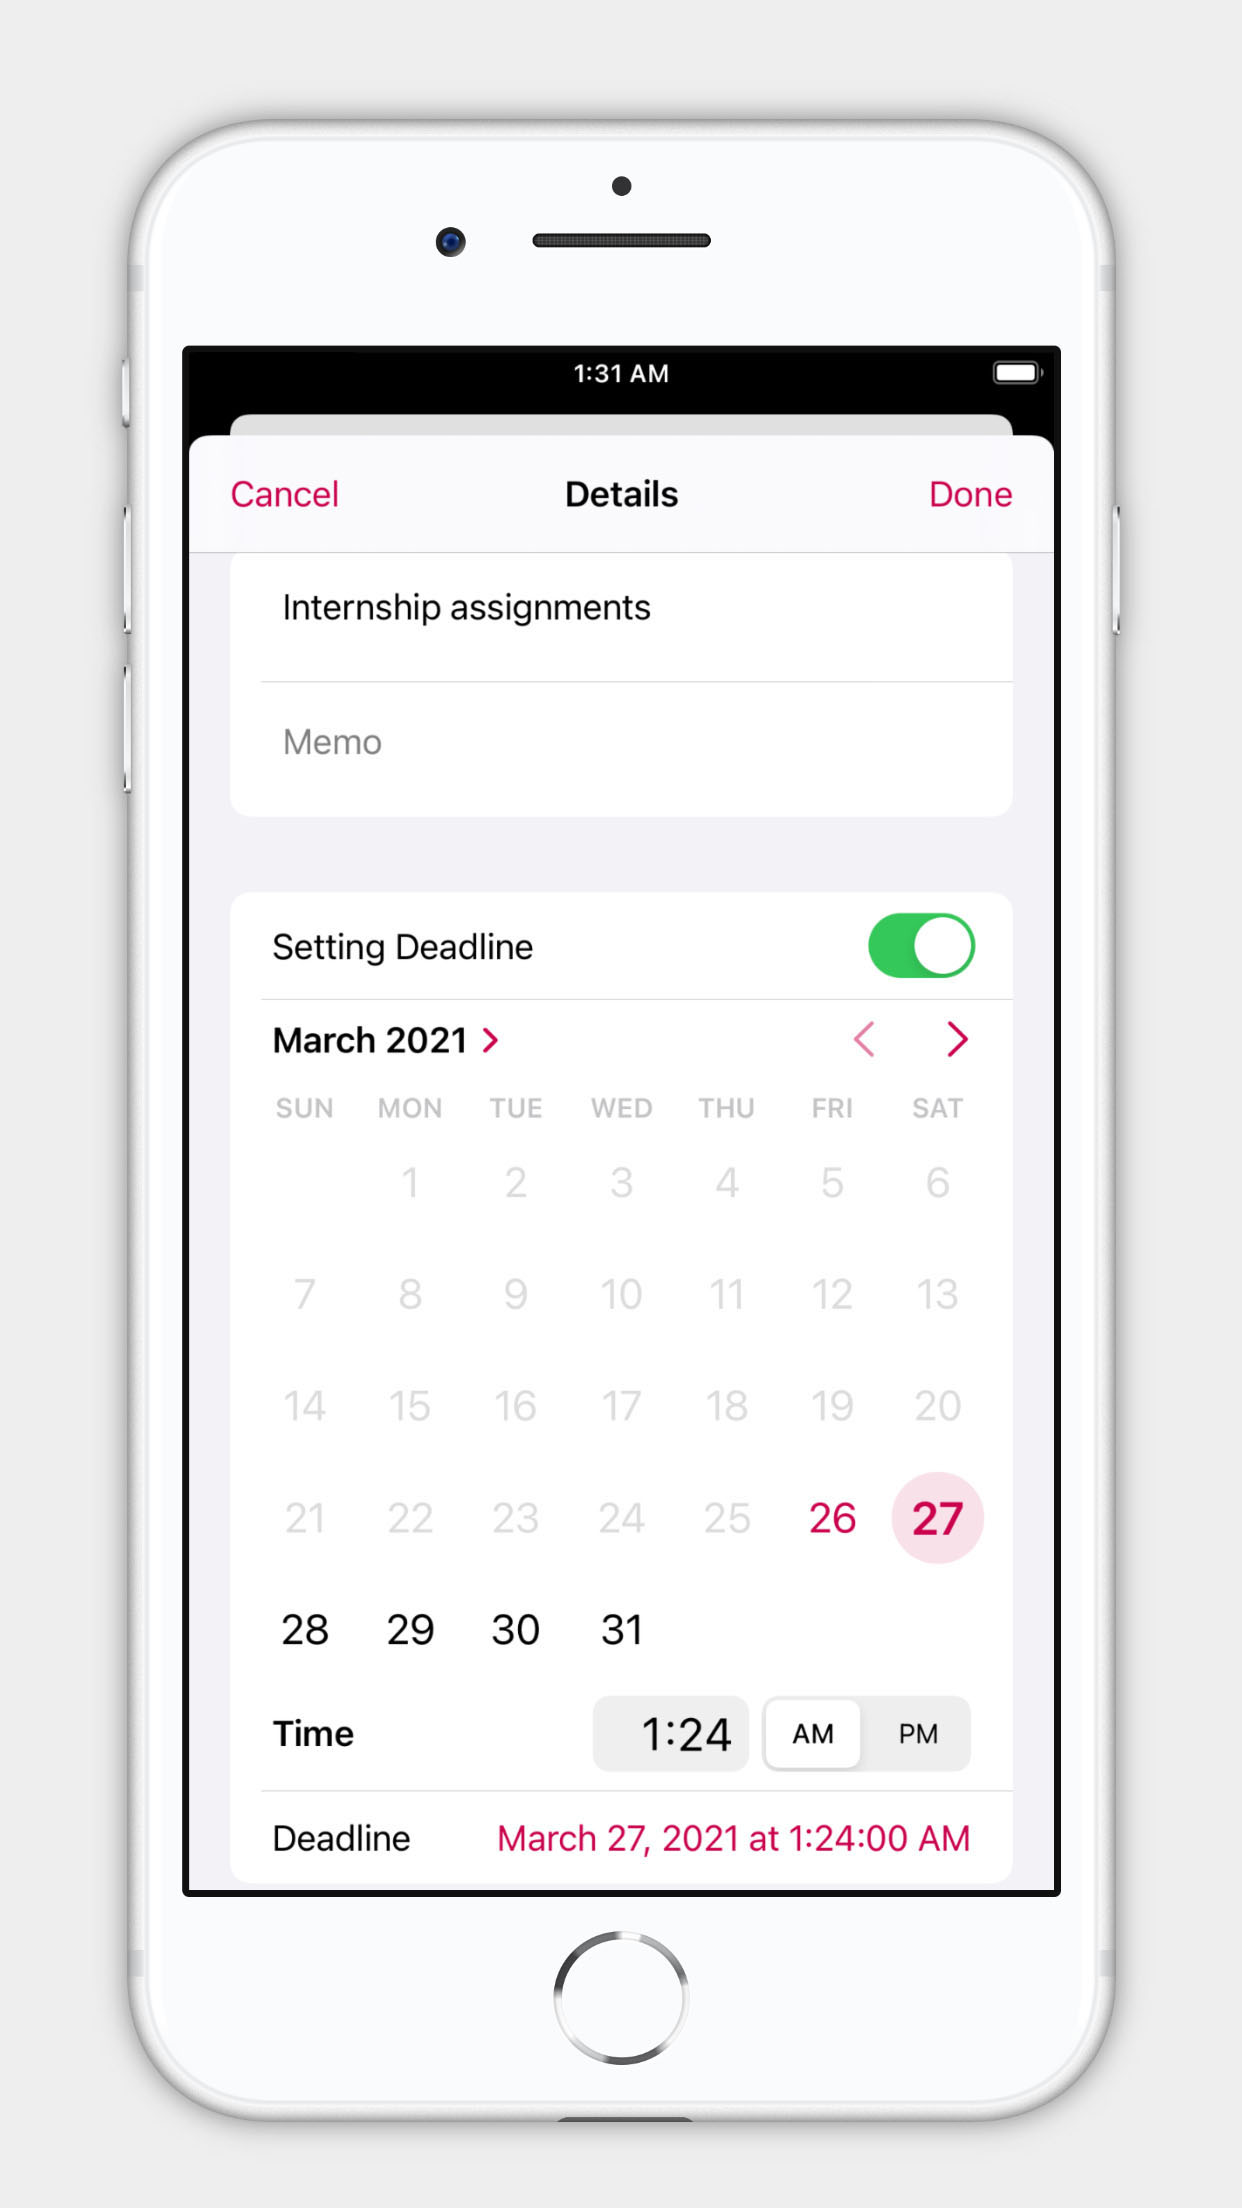 1:31 AM
Cancel Details Done
Internship assignments
Memo
Setting Deadline
March 2021
SUN MON TUE WED THU FRI SAT
1 2 3 4 5 6
7 8 9 10 11 12 13
14 15 16 17 18 19 20
21 22 23 24 25 26 27
28 29 30 31
Time 1:24 AM PM
Deadline March 27, 2021 at 1:24:00 AM